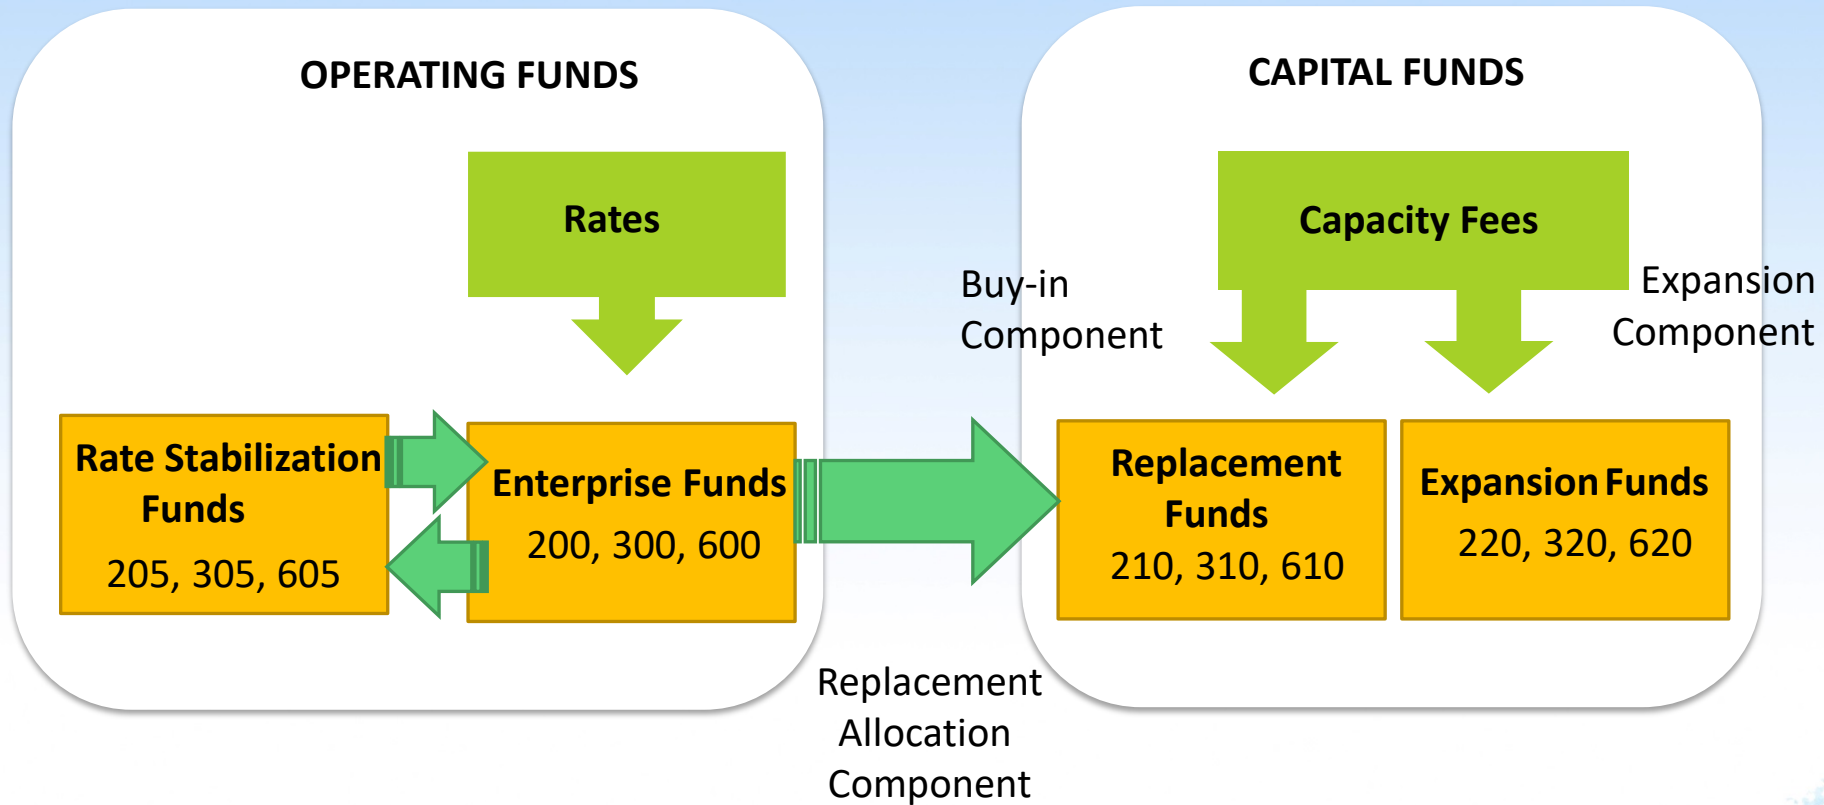 OPERATING FUNDS
Rates
Rate Stabilization
Funds
205, 305, 605
Enterprise Funds
200, 300, 600
Replacement
Allocation
Component
CAPITAL FUNDS
Capacity Fees
Buy-in
Component
Expansion
Component
Replacement
Funds
210, 310, 610
Expansion Funds
220, 320, 620